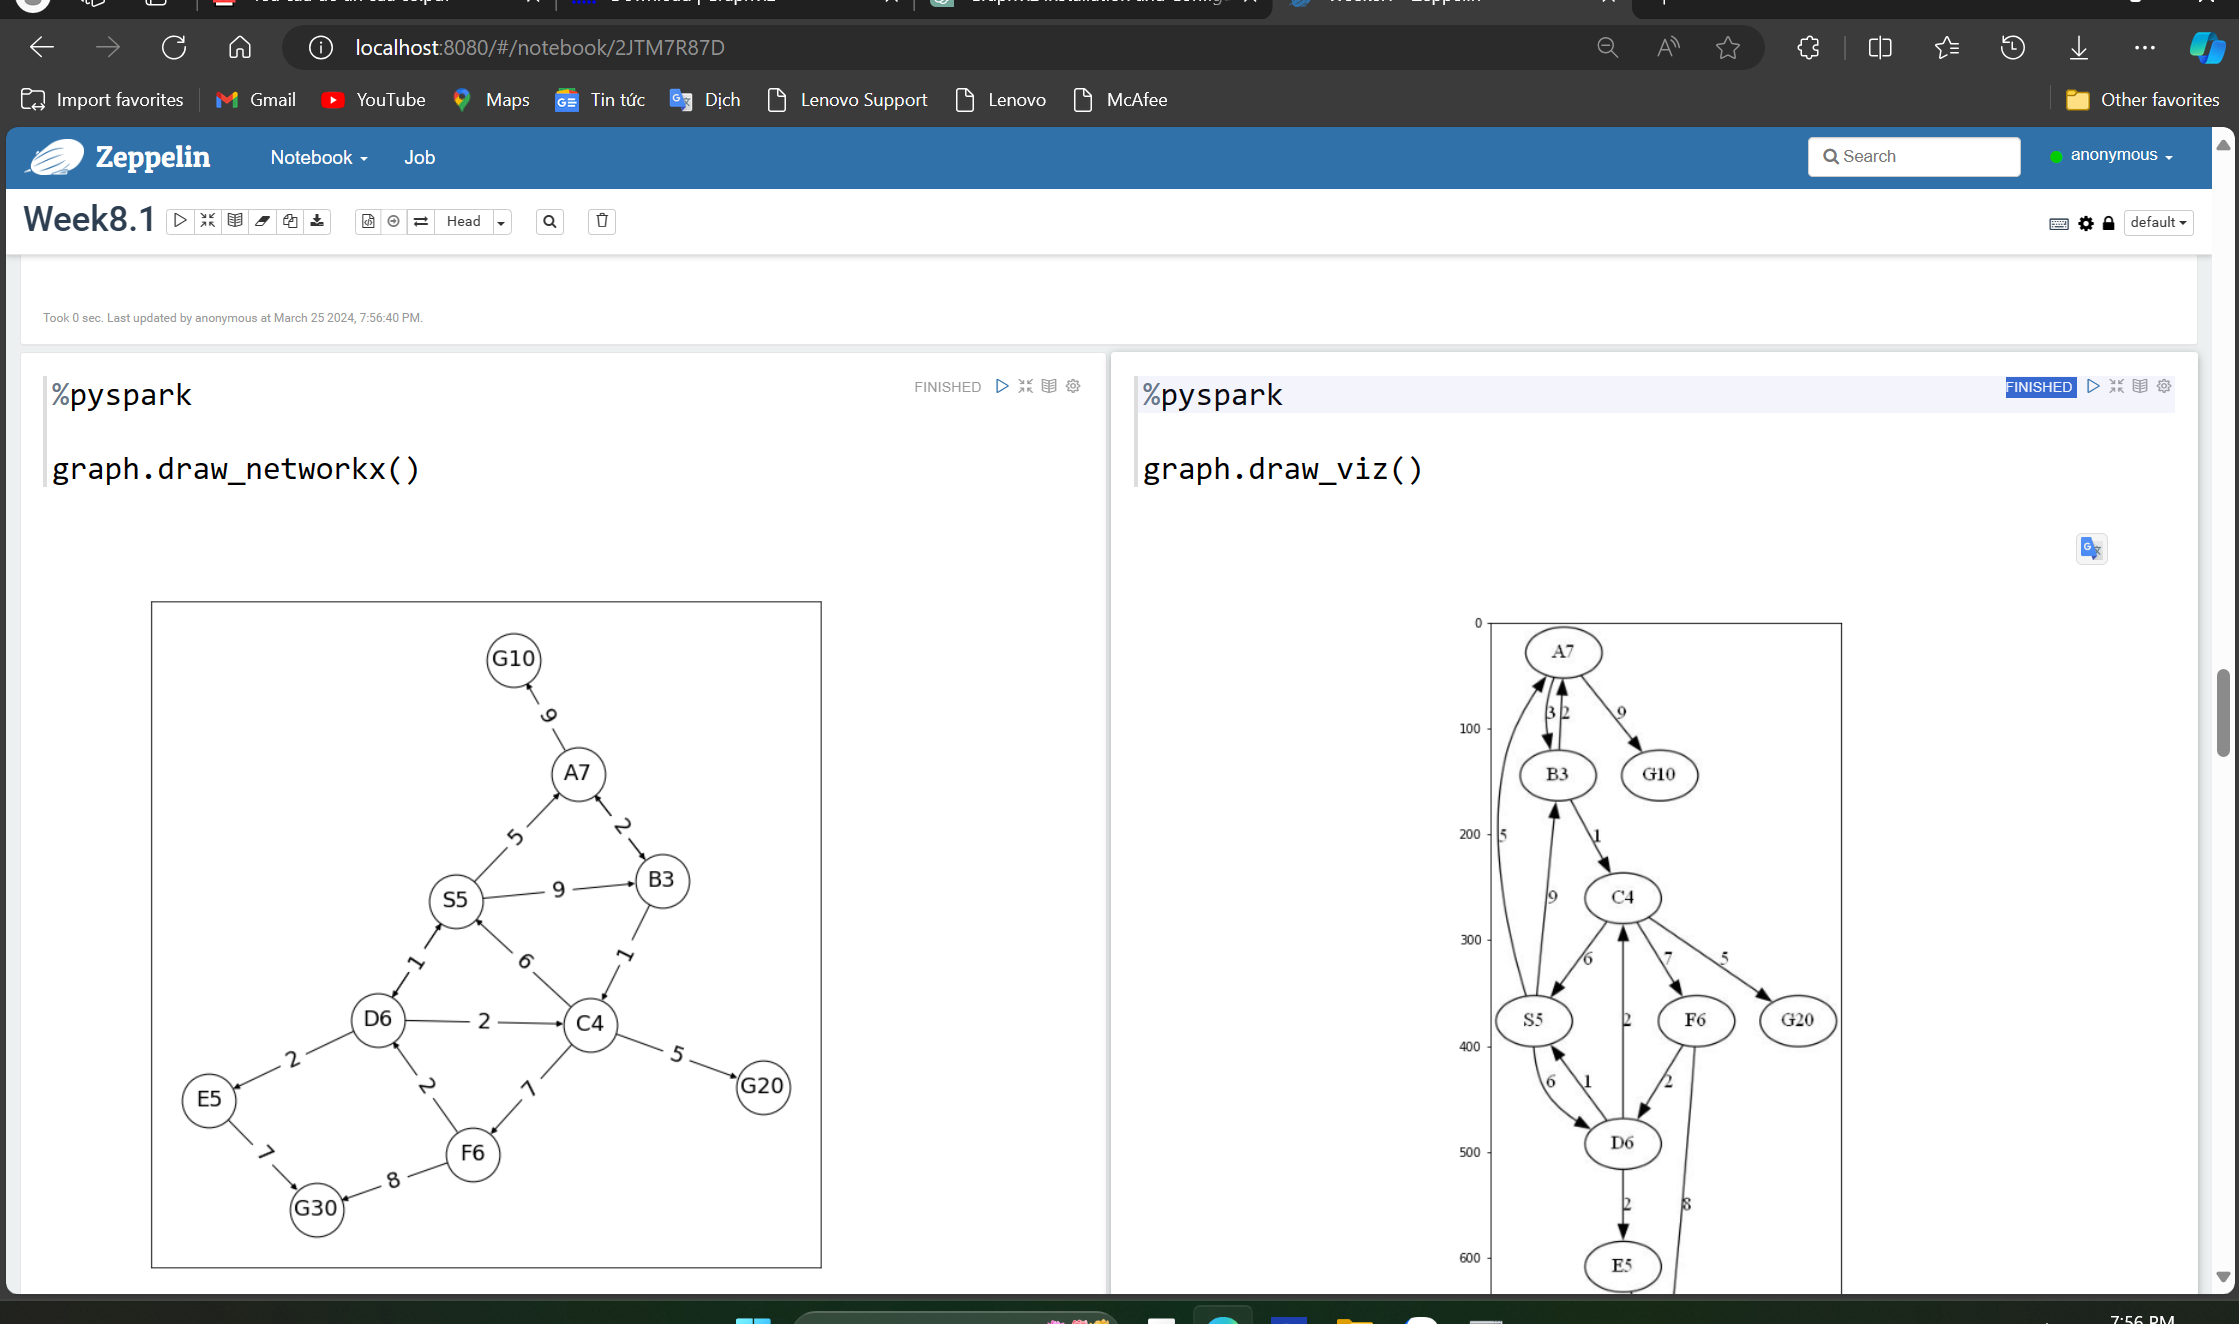 localhost:8080/#/notebook/2JTM7R87D
Import favorites
Gmail
YouTube
Maps
Tin tức
Dịch
Lenovo Support
Lenovo
McAfee
Other favorites
Zeppelin
Notebook
Job
Search
anonymous
Week8.1
Head
default
Took 0 sec. Last updated by anonymous at March 25 2024, 7:56:40 PM.
%pyspark
FINISHED
graph.draw_networkx()
G10
9
A7
5
2
S5
9
B3
1
6
1
D6
2
C4
2
5
E5
2
7
G20
7
F6
8
G30
%pyspark
FINISHED
graph.draw_viz()
0
A7
3
2
9
100
B3
G10
200
5
1
9
C4
300
6
7
5
S5
2
F6
G20
400
6
1
2
D6
500
2
8
600
E5
7:56 PM